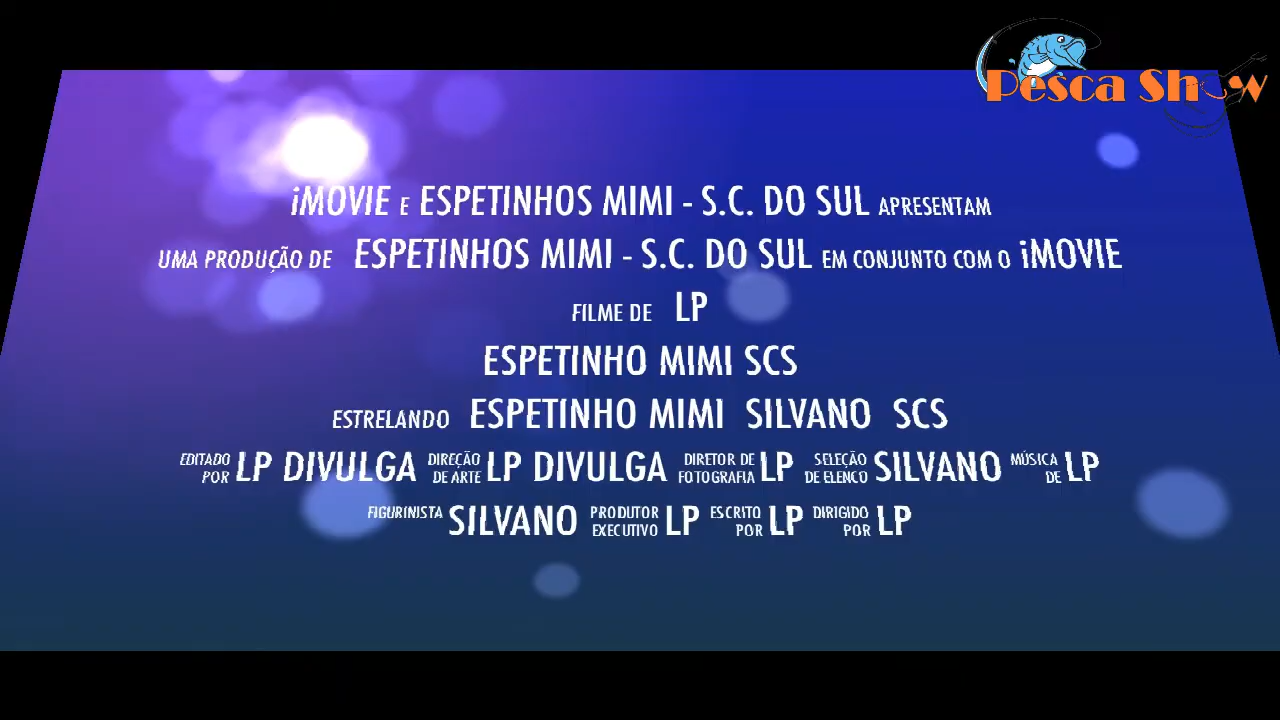 Pesca Show
iMOVIE E ESPETINHOS MIMI - S.C. DO SUL APRESENTAM
UMA PRODUÇÃO DE ESPETINHOS MIMI - S.C. DO SUL EM CONJUNTO COM O iMOVIE
FILME DE LP
ESPETINHO MIMI SCS
ESTRELANDO ESPETINHO MIMI SILVANO SCS
EDITADO POR LP DIVULGA DIREÇÃO DE ARTE LP DIVULGA DIRETOR DE FOTOGRAFIA LP SELEÇÃO DE ELENCO SILVANO MÚSICA DE LP
FIGURINISTA SILVANO PRODUTOR EXECUTIVO LP ESCRITO POR LP DIRIGIDO POR LP